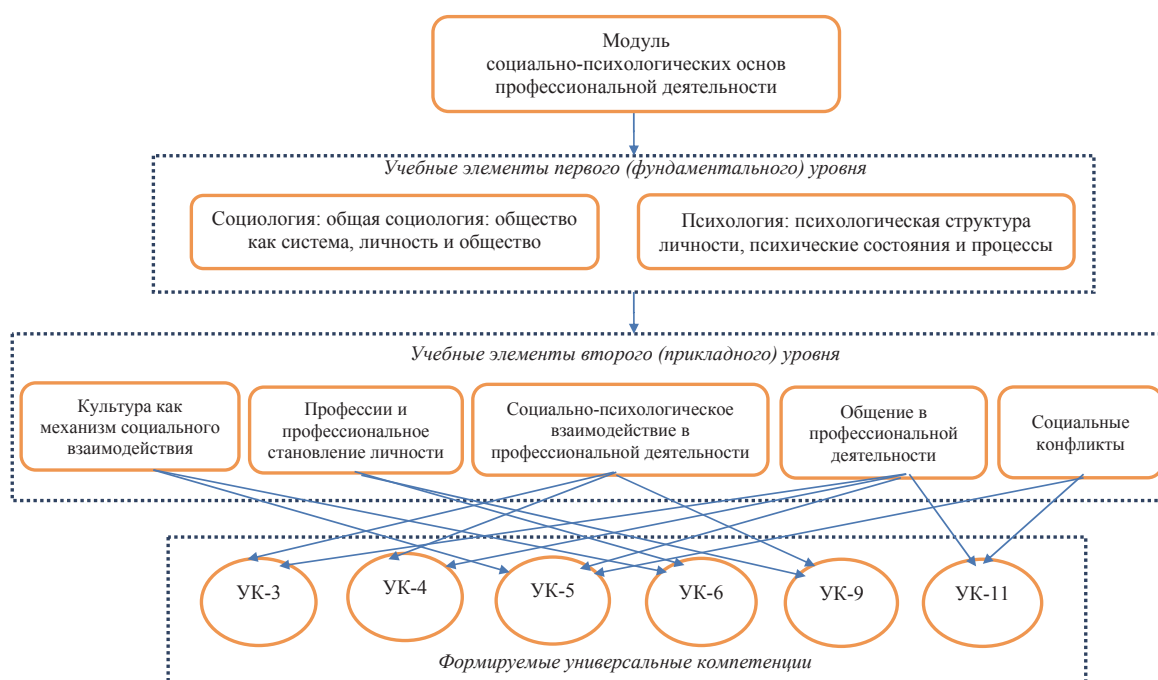 Модуль
социально-психологических основ
профессиональной деятельности
Учебные элементы первого (фундаментального) уровня
Социология: общая социология: общество
как система, личность и общество
Психология: психологическая структура
личности, психические состояния и процессы
Учебные элементы второго (прикладного) уровня
Культура как
механизм социального
взаимодействия
Профессии и
профессиональное
становление личности
Социально-психологическое
взаимодействие в
профессиональной деятельности
Общение в
профессиональной
деятельности
Социальные
конфликты
УК-3
УК-4
УК-5
УК-6
УК-9
УК-11
Формируемые универсальные компетенции